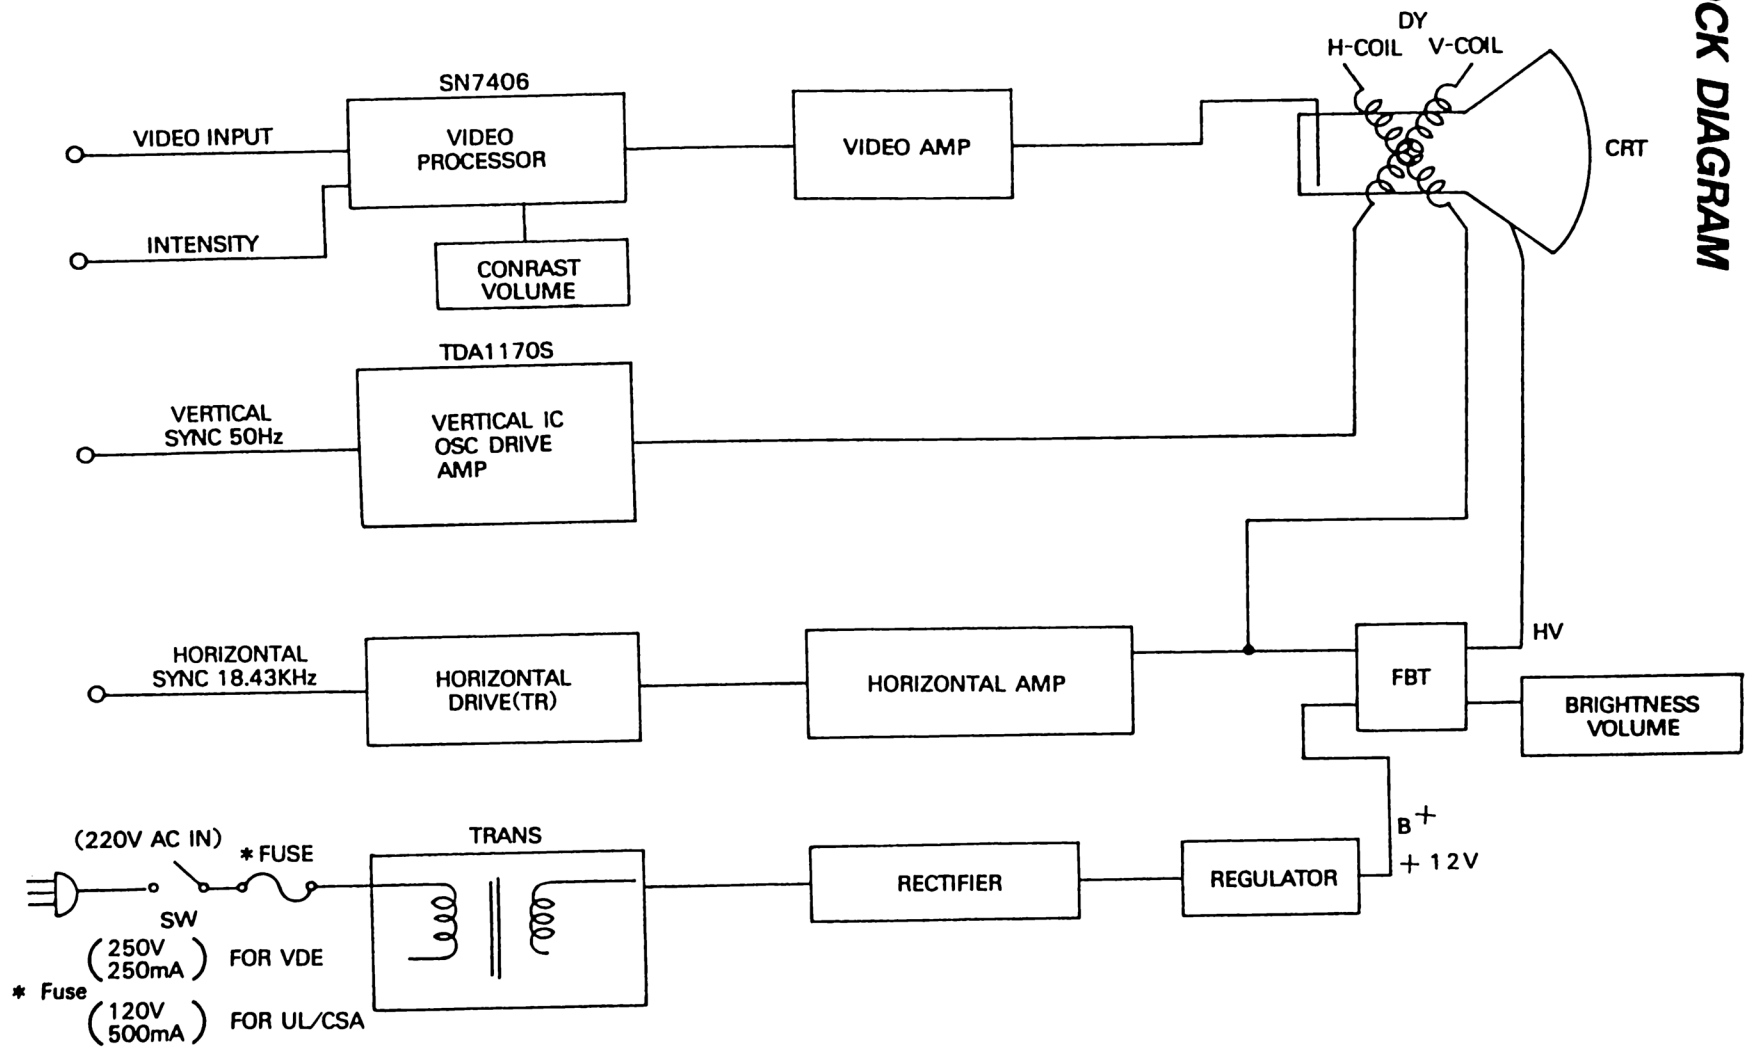 CK DIAGRAM
DY
H-COIL V-COIL
SN7406
VIDEO INPUT
VIDEO
PROCESSOR
VIDEO AMP
CRT
INTENSITY
CONRAST
VOLUME
TDA1170S
VERTICAL
SYNC 50Hz
VERTICAL IC
OSC DRIVE
AMP
HORIZONTAL
SYNC 18.43KHz
HORIZONTAL
DRIVE(TR)
HORIZONTAL AMP
FBT
HV
BRIGHTNESS
VOLUME
B+
+12V
(220V AC IN)
*FUSE
SW
TRANS
RECTIFIER
REGULATOR
* Fuse
(250V
250mA) FOR VDE
(120V
500mA) FOR UL/CSA